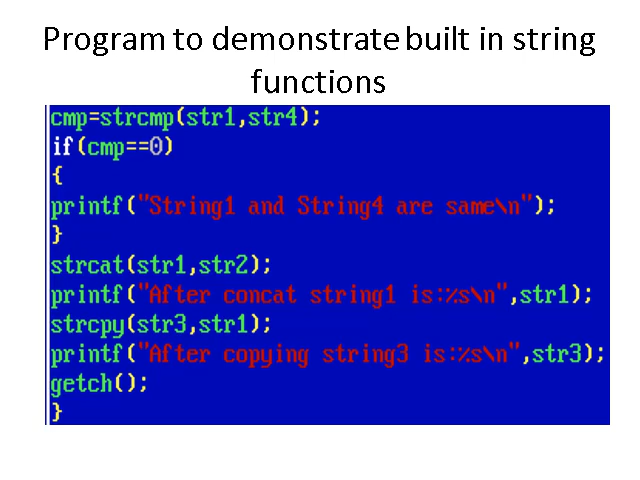 Program to demonstrate built in string
functions
cmp=strcmp(str1,str4);
if(cmp==0)
{
printf("String1 and String4 are same\n");
}
strcat(str1,str2);
printf("After concat string1 is:%s\n",str1);
strcpy(str3,str1);
printf("After copying string3 is:%s\n",str3);
getch();
}